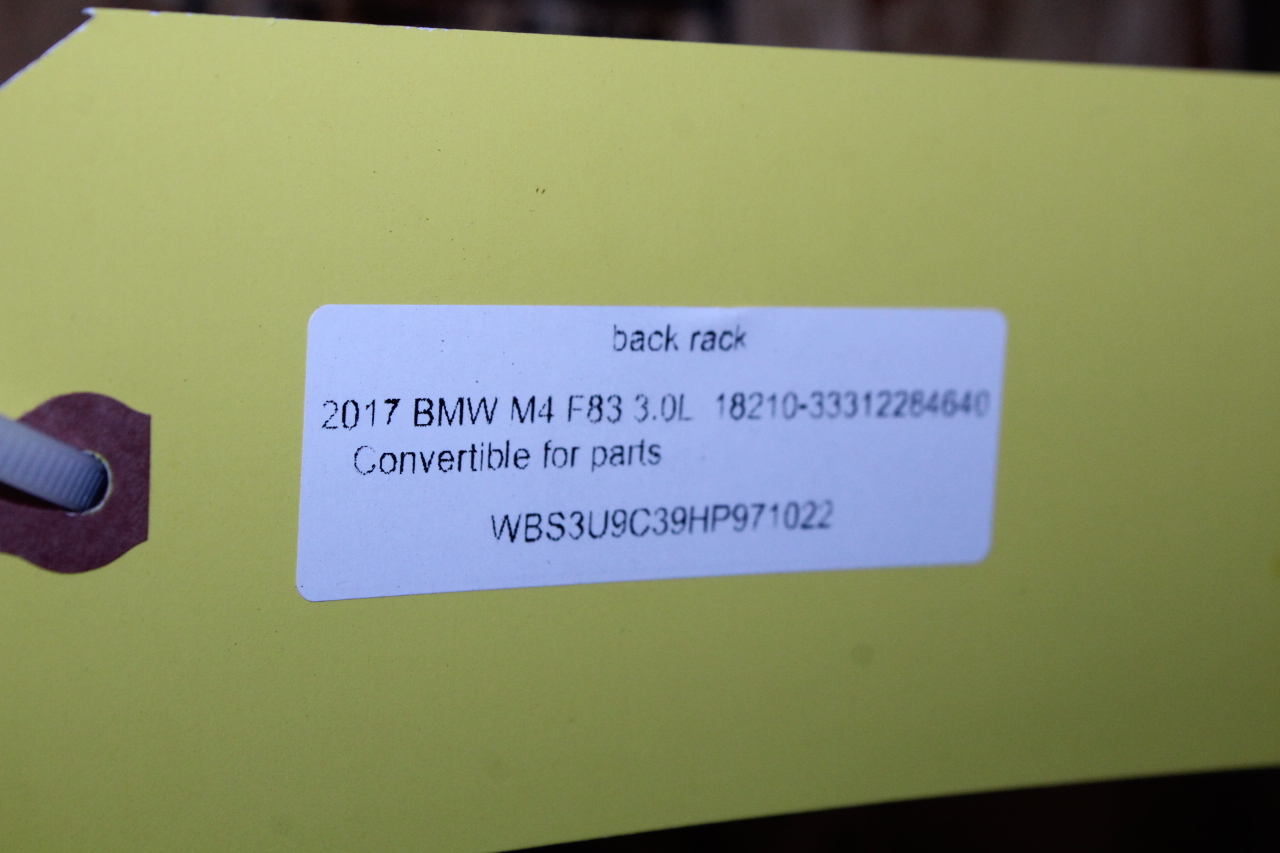 back rack
2017 BMW M4 F83 3.0L 18210-33312284640
Convertible for parts
WBS3U9C39HP971022